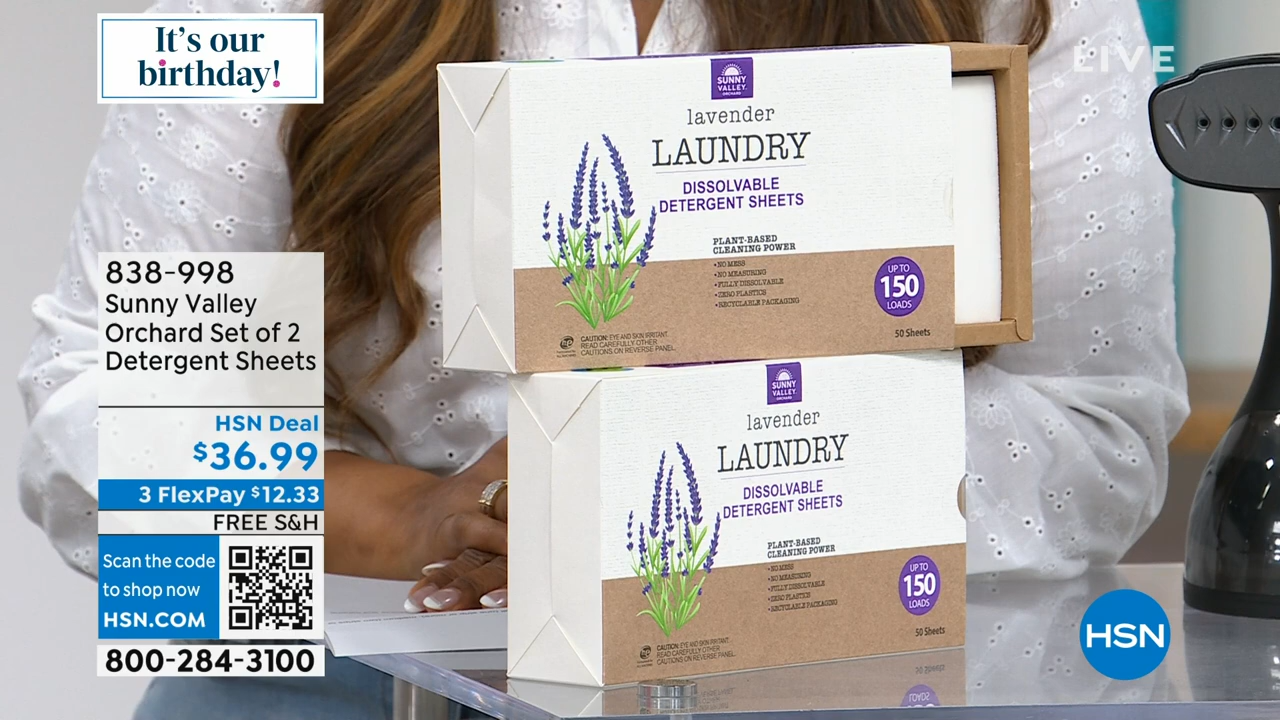 It's our
birthday!
LIVE
838-998
Sunny Valley
Orchard Set of 2
Detergent Sheets
HSN Deal
$36.99
3 FlexPay $12.33
FREE S&H
Scan the code
to shop now
HSN.COM
800-284-3100
SUNNY
VALLEY
ORCHARD
lavender
LAUNDRY
DISSOLVABLE
DETERGENT SHEETS
PLANT-BASED
CLEANING POWER
•NO MESS
•NO MEASURING
•FULLY DISSOLVABLE
•ZERO PLASTICS
•RECYCLABLE PACKAGING
UP TO
150
LOADS
50 Sheets
CAUTION: EYE AND SKIN IRRITANT.
READ CAREFULLY OTHER
CAUTIONS ON REVERSE PANEL.
SUNNY
VALLEY
ORCHARD
lavender
LAUNDRY
DISSOLVABLE
DETERGENT SHEETS
PLANT-BASED
CLEANING POWER
•NO MESS
•NO MEASURING
•FULLY DISSOLVABLE
•ZERO PLASTICS
•RECYCLABLE PACKAGING
UP TO
150
LOADS
50 Sheets
CAUTION: EYE AND SKIN IRRITANT.
READ CAREFULLY OTHER
CAUTIONS ON REVERSE PANEL.
HSN